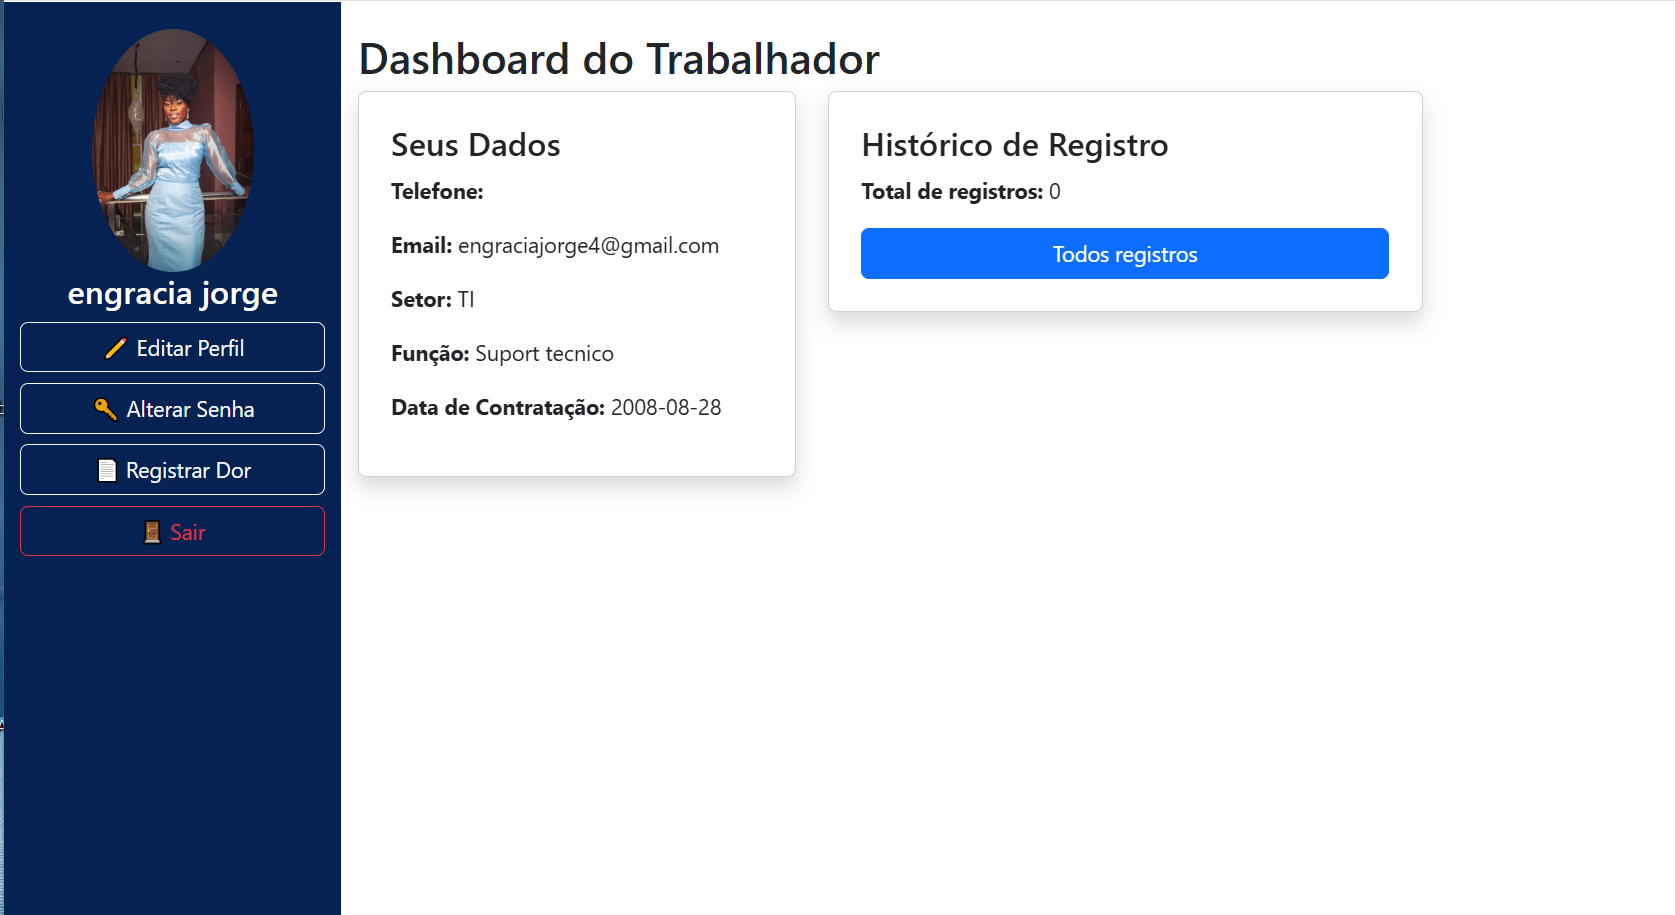 engracia jorge
Editar Perfil
Alterar Senha
Registrar Dor
Sair
Dashboard do Trabalhador
Seus Dados
Telefone:
Email: engraciajorge4@gmail.com
Setor: TI
Função: Suport tecnico
Data de Contratação: 2008-08-28
Histórico de Registro
Total de registros: 0
Todos registros